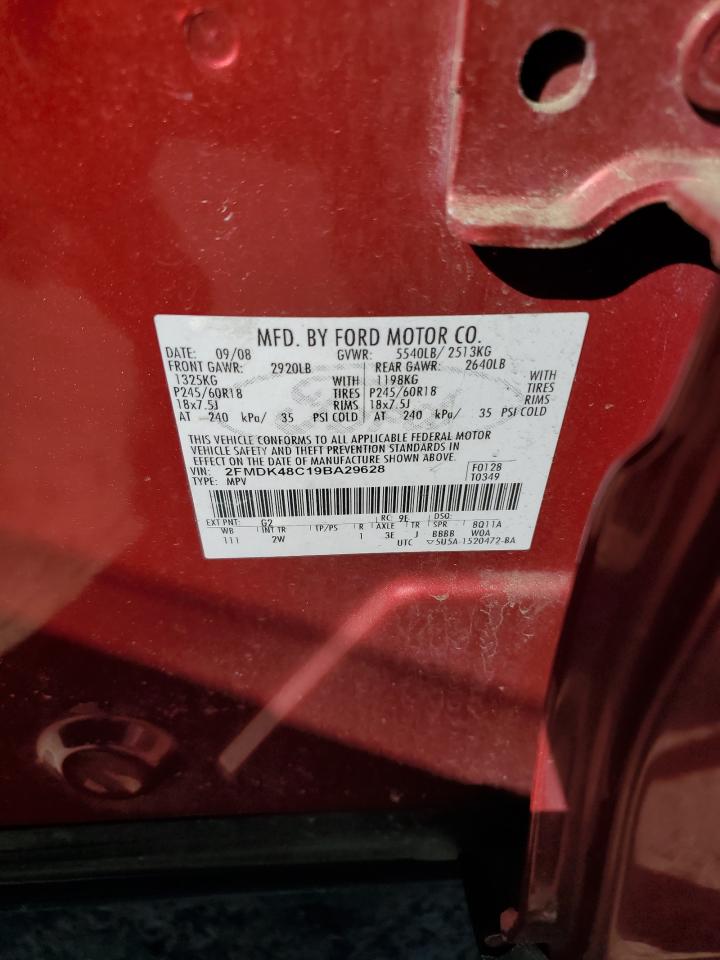 MFD. BY FORD MOTOR CO.
DATE: 09/08 GVWR: 5540LB/ 2513KG
FRONT GAWR: 2920LB REAR GAWR: 2640LB
1325KG WITH 1198KG WITH
P245/60R18 TIRES P245/60R18 TIRES
18x7.5J RIMS 18x7.5J RIMS
AT 240 kPa/ 35 PSI COLD AT 240 kPa/ 35 PSI COLD
THIS VEHICLE CONFORMS TO ALL APPLICABLE FEDERAL MOTOR
VEHICLE SAFETY AND THEFT PREVENTION STANDARDS IN
EFFECT ON THE DATE OF MANUFACTURE SHOWN ABOVE.
VIN: 2FMDK48C19BA29628 F0128
TYPE: MPV T0349
EXT PNT: G2 RC: 9E DSO:
WB INT TR TP/PS R AXLE TR SPR 8Q11A
111 2W 1 3E J BBBB WOA
UTC ▽5U5A-1520472-BA